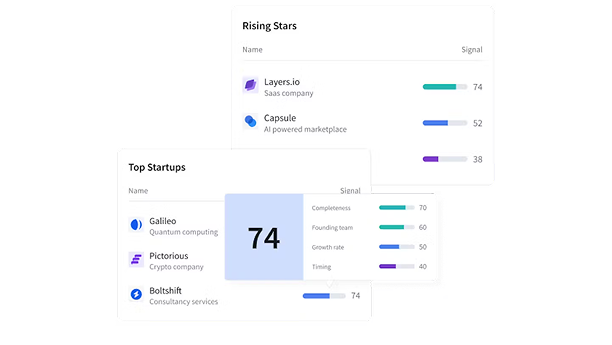 Rising Stars
Name Signal
Layers.io
Saas company
74
Capsule
AI powered marketplace
52
38
Top Startups
Name Signal
Galileo
Quantum computing
Pictorious
Crypto company
Boltshift
Consultancy services
74
74
Completeness 70
Founding team 60
Growth rate 50
Timing 40